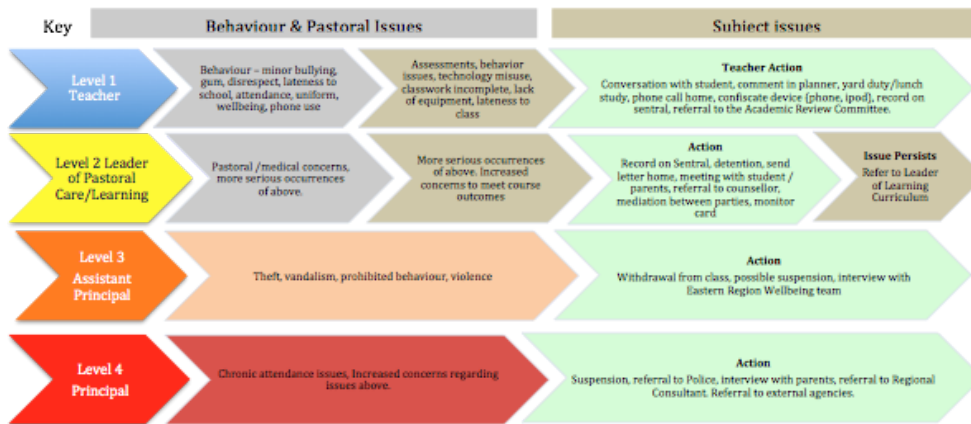 Key
Behaviour & Pastoral Issues
Subject issues
Level 1
Teacher
Behaviour – minor bullying,
gum, disrespect, lateness to
school, attendance, uniform,
wellbeing, phone use
Assessments, behavior
issues, technology misuse,
classwork incomplete, lack
of equipment, lateness to
class
Teacher Action
Conversation with student, comment in planner, yard duty/lunch
study, phone call home, confiscate device (phone, ipod), record on
sentral, referral to the Academic Review Committee.
Level 2 Leader
of Pastoral
Care/Learning
Pastoral /medical concerns,
more serious occurrences
of above.
More serious occurrences
of above. Increased
concerns to meet course
outcomes
Action
Record on Sentral, detention, send
letter home, meeting with student /
parents, referral to counsellor,
mediation between parties, monitor
card
Issue Persists
Refer to Leader
of Learning
Curriculum
Level 3
Assistant
Principal
Theft, vandalism, prohibited behaviour, violence
Action
Withdrawal from class, possible suspension, interview with
Eastern Region Wellbeing team
Level 4
Principal
Chronic attendance issues, Increased concerns regarding
issues above.
Action
Suspension, referral to Police, interview with parents, referral to Regional
Consultant. Referral to external agencies.